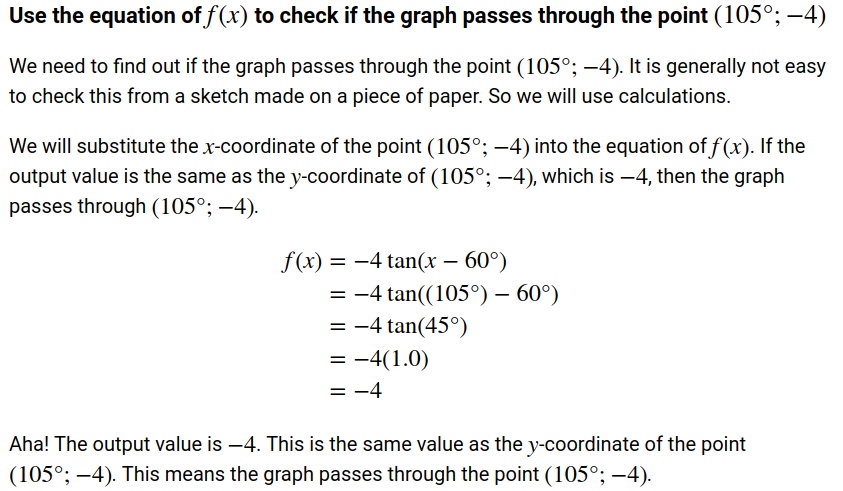 Use the equation of f(x) to check if the graph passes through the point (105°; −4)
We need to find out if the graph passes through the point (105°; −4). It is generally not easy
to check this from a sketch made on a piece of paper. So we will use calculations.
We will substitute the x-coordinate of the point (105°; −4) into the equation of f(x). If the
output value is the same as the y-coordinate of (105°; −4), which is −4, then the graph
passes through (105°; −4).
f(x) = −4 tan(x − 60°)
= −4 tan((105°) − 60°)
= −4 tan(45°)
= −4(1.0)
= −4
Aha! The output value is −4. This is the same value as the y-coordinate of the point
(105°; −4). This means the graph passes through the point (105°; −4).